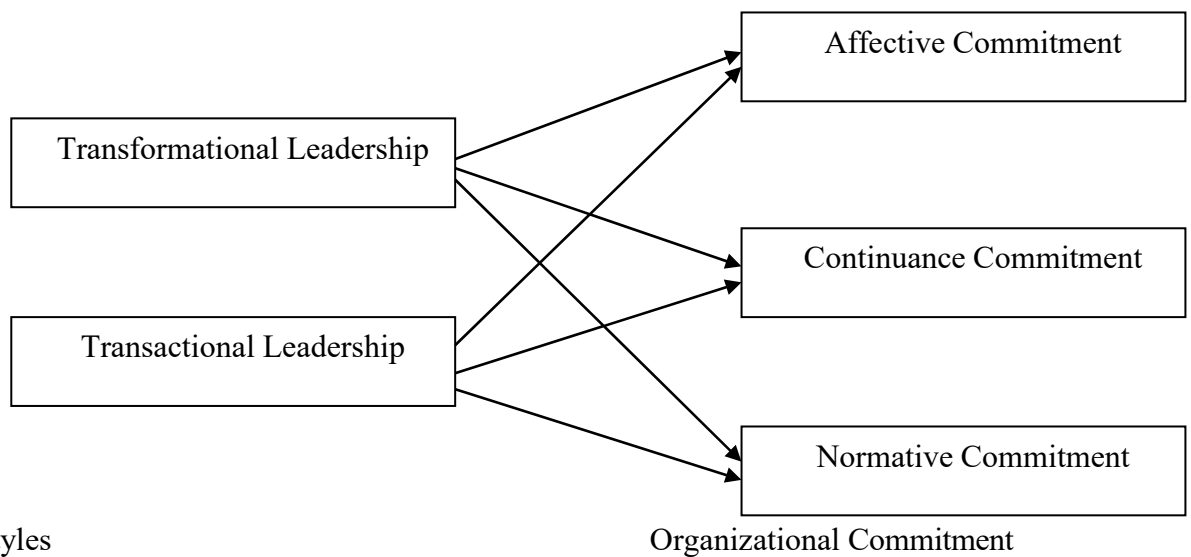 Affective Commitment
Transformational Leadership
Continuance Commitment
Transactional Leadership
Normative Commitment
yles
Organizational Commitment